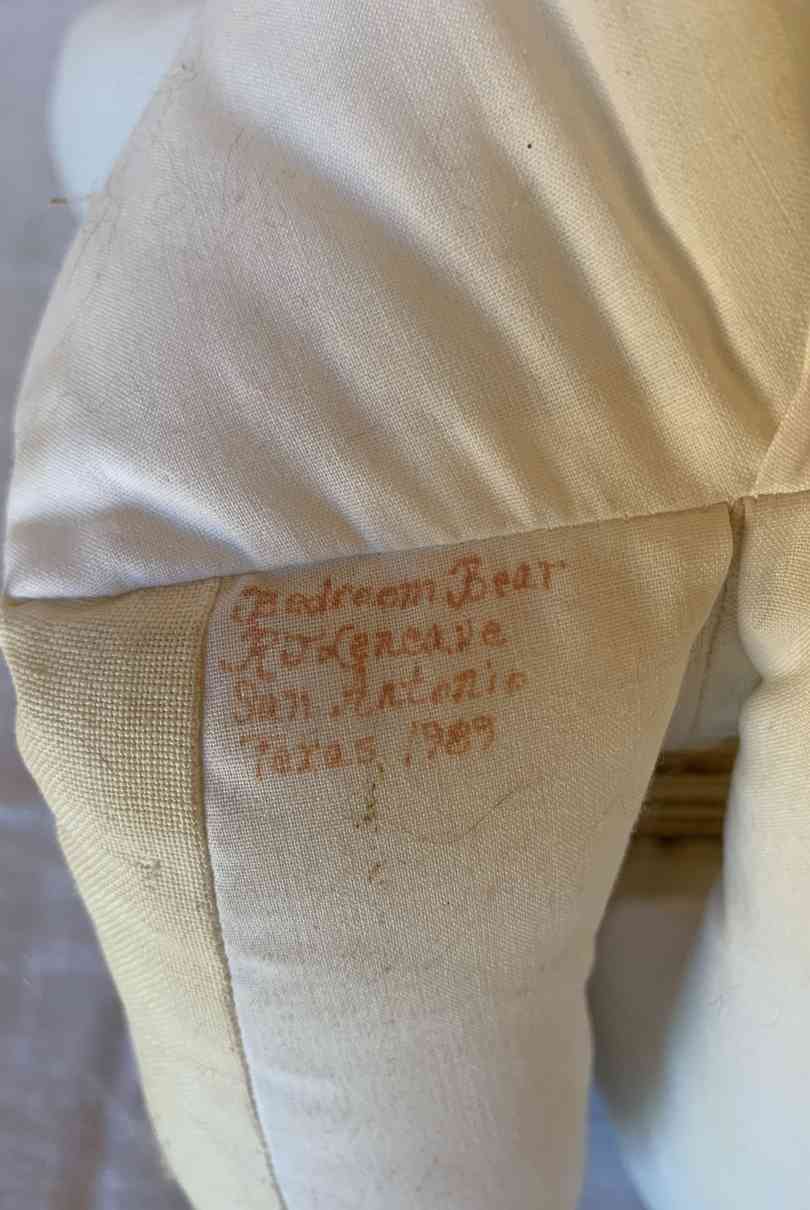 Bedroom Bear
San Antonio
Texas, 1989